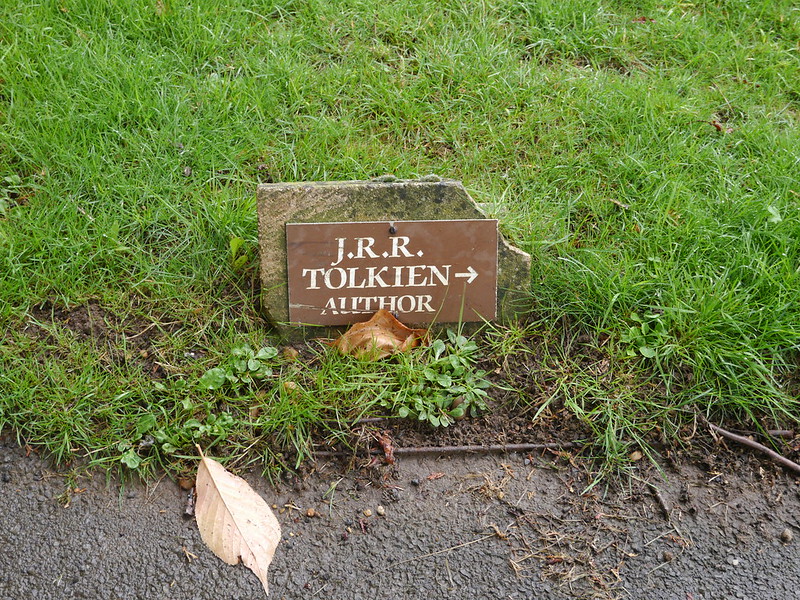 J.R.R.
TOLKIEN →
AUTHOR